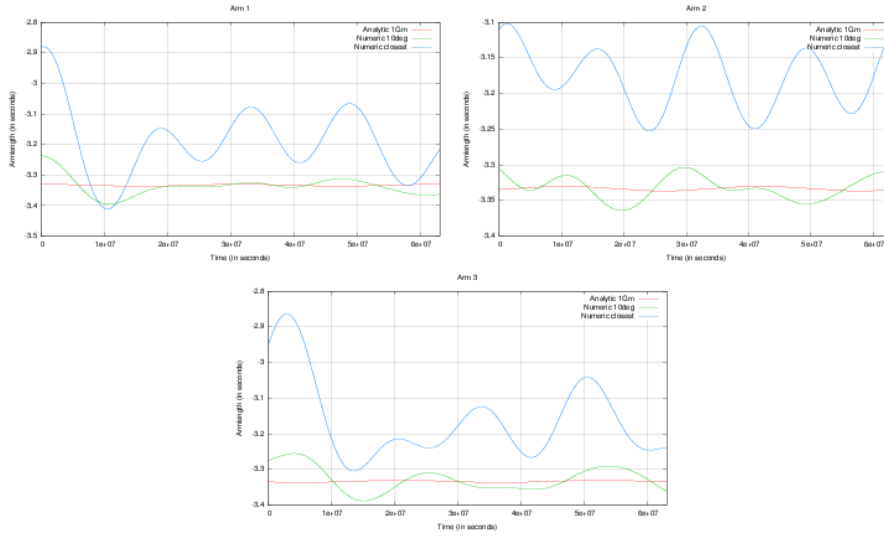 Arm 1
Analytic 1Gm
Numeric 10deg
Numeric closest
-2.8
-2.9
-3
-3.1
-3.2
-3.3
-3.4
-3.5
Armlength (in seconds)
0 1e+07 2e+07 3e+07 4e+07 5e+07 6e+07
Time (in seconds)
Arm 2
Analytic 1Gm
Numeric 10deg
Numeric closest
-3.1
-3.15
-3.2
-3.25
-3.3
-3.35
-3.4
Armlength (in seconds)
0 1e+07 2e+07 3e+07 4e+07 5e+07 6e+07
Time (in seconds)
Arm 3
Analytic 1Gm
Numeric 10deg
Numeric closest
-2.8
-2.9
-3
-3.1
-3.2
-3.3
-3.4
Armlength (in seconds)
0 1e+07 2e+07 3e+07 4e+07 5e+07 6e+07
Time (in seconds)